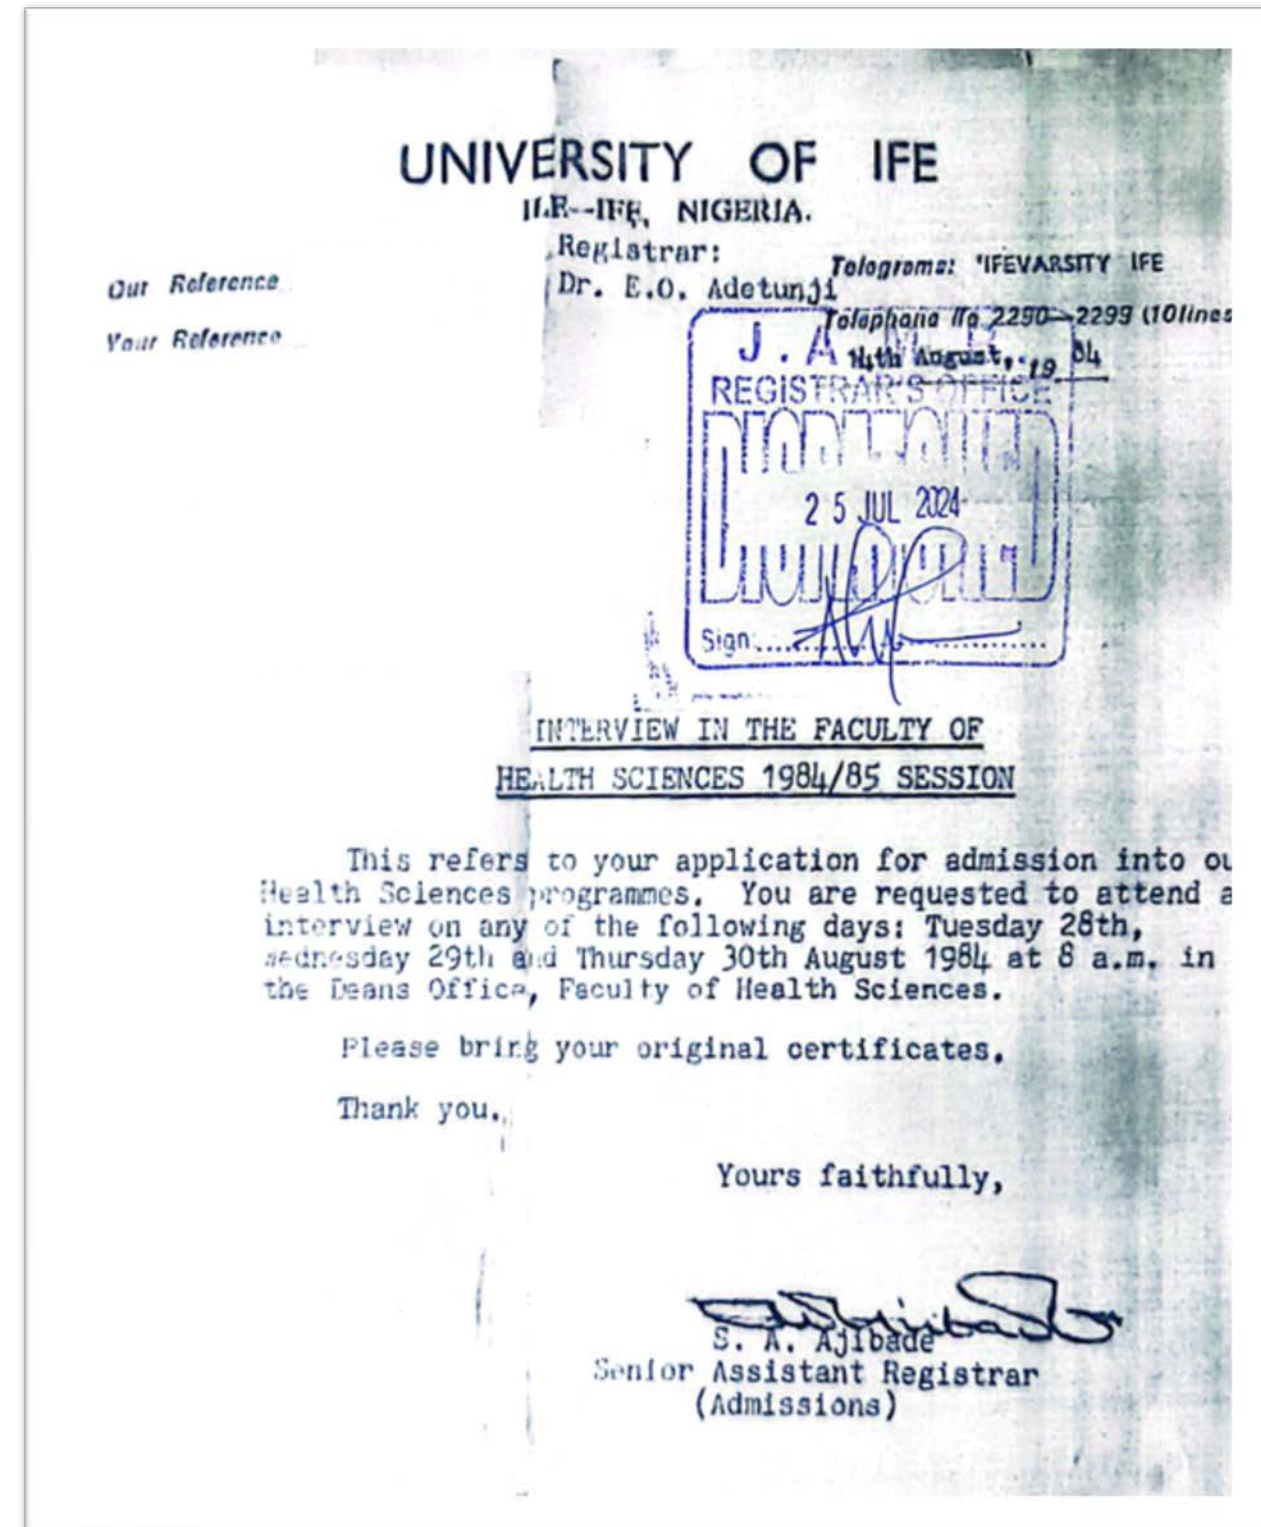 UNIVERSITY OF IFE
ILE--IFE, NIGERIA.
Registrar:
Dr. E.O. Adetunji
Telegrams: 'IFEVARSITY IFE
Telephone No 2290—2299 (10lines
Our Reference
Your Reference
14th August, 19 84
J. A M B
REGISTRAR'S OFFICE
25 JUL 2024
Sign
INTERVIEW IN THE FACULTY OF
HEALTH SCIENCES 1984/85 SESSION
This refers to your application for admission into ou
Health Sciences programmes. You are requested to attend a
interview on any of the following days: Tuesday 28th,
Wednesday 29th and Thursday 30th August 1984 at 8 a.m. in
the Deans Office, Faculty of Health Sciences.
Please bring your original certificates.
Thank you.
Yours faithfully,
S. A. Ajibade
Senior Assistant Registrar
(Admissions)